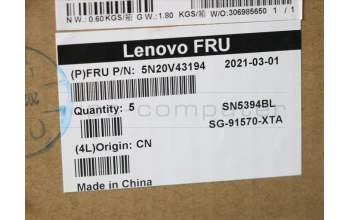 N W: 0.60 KGS/箱 G W: 1.80 KGS/箱 W/O:306985650 1 / 1
Lenovo FRU
(P)FRU P/N: 5N20V43194 2021-03-01
Quantity: 5 SN5394BL
SG-91570-XTA
(4L)Origin: CN
Made in China